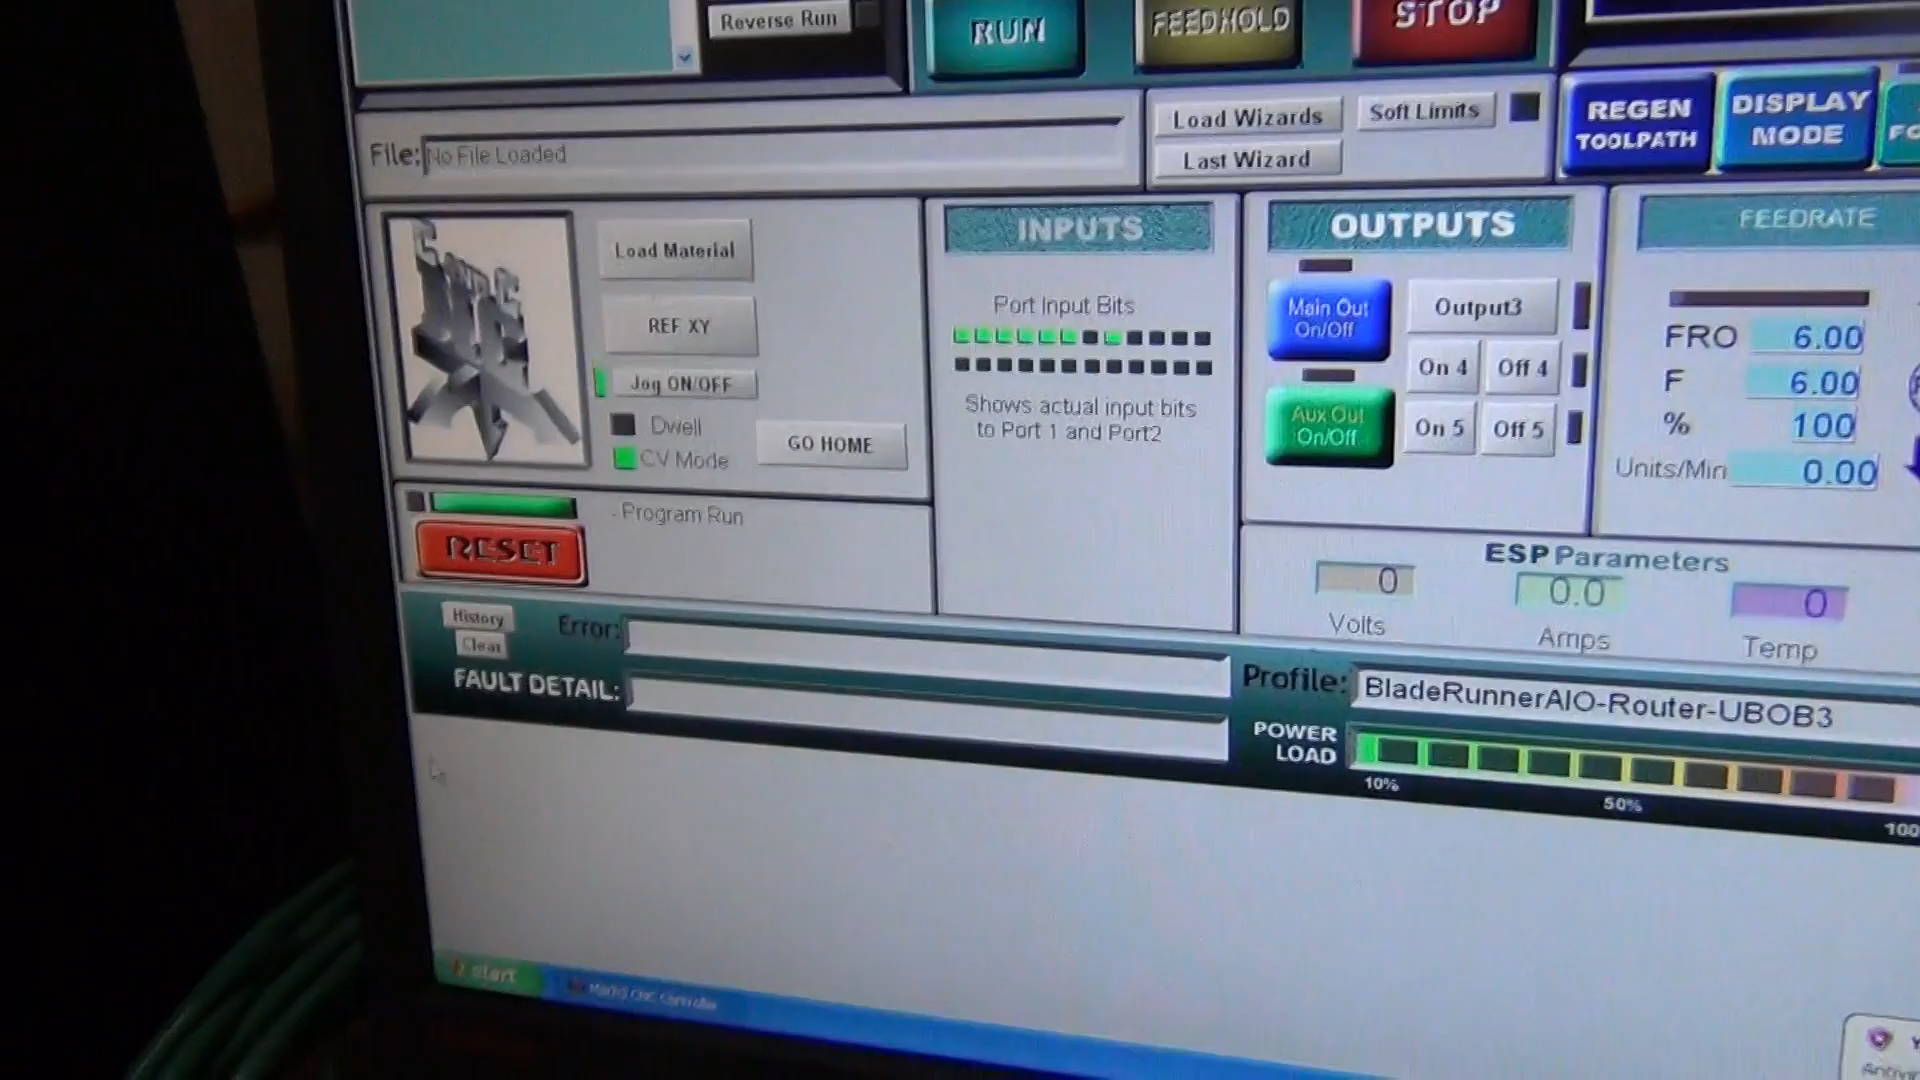 Reverse Run
RUN
FEEDHOLD
STOP
File:
No File Loaded
Load Wizards
Soft Limits
Last Wizard
REGEN
TOOLPATH
DISPLAY
MODE
Load Material
REF XY
Jog ON/OFF
Dwell
CV Mode
GO HOME
Program Run
RESET
INPUTS
Port Input Bits
Shows actual input bits
to Port 1 and Port2
OUTPUTS
Main Out
On/Off
Output3
On 4
Off 4
Aux Out
On/Off
On 5
Off 5
FEEDRATE
FRO 6.00
F 6.00
% 100
Units/Min 0.00
ESP Parameters
0
0.0
0
Volts
Amps
Temp
History
Clear
Error:
FAULT DETAIL:
Profile: BladeRunnerAIO-Router-UBOB3
POWER
LOAD
10%
50%
100
start
Mach3 CNC Controller